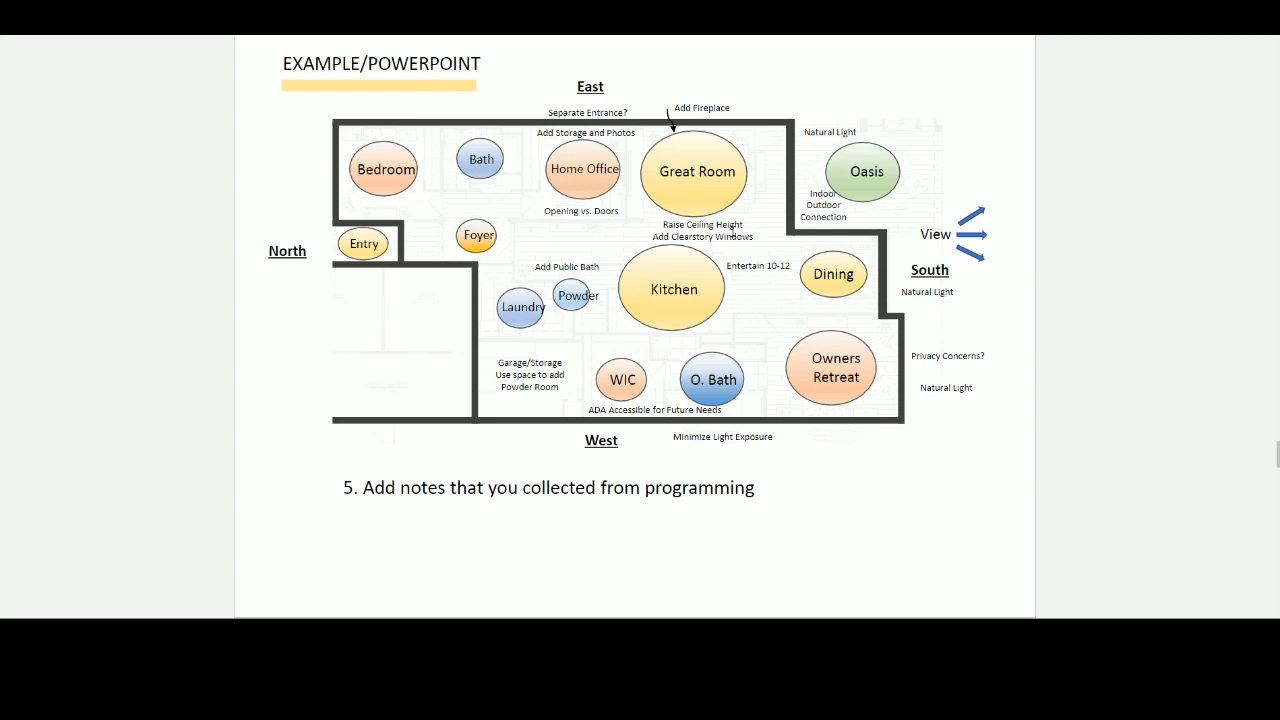 EXAMPLE/POWERPOINT
East
Separate Entrance?
Add Fireplace
Add Storage and Photos
Natural Light
Bedroom
Bath
Home Office
Great Room
Oasis
Indoor
Outdoor
Connection
Opening vs. Doors
Raise Ceiling Height
Add Clearstory Windows
Foyer
Entry
View
North
South
Add Public Bath
Entertain 10-12
Dining
Kitchen
Powder
Laundry
Natural Light
Garage/Storage
Use space to add
Powder Room
WIC
O. Bath
Owners
Retreat
Privacy Concerns?
Natural Light
ADA Accessible for Future Needs
West
Minimize Light Exposure
5. Add notes that you collected from programming